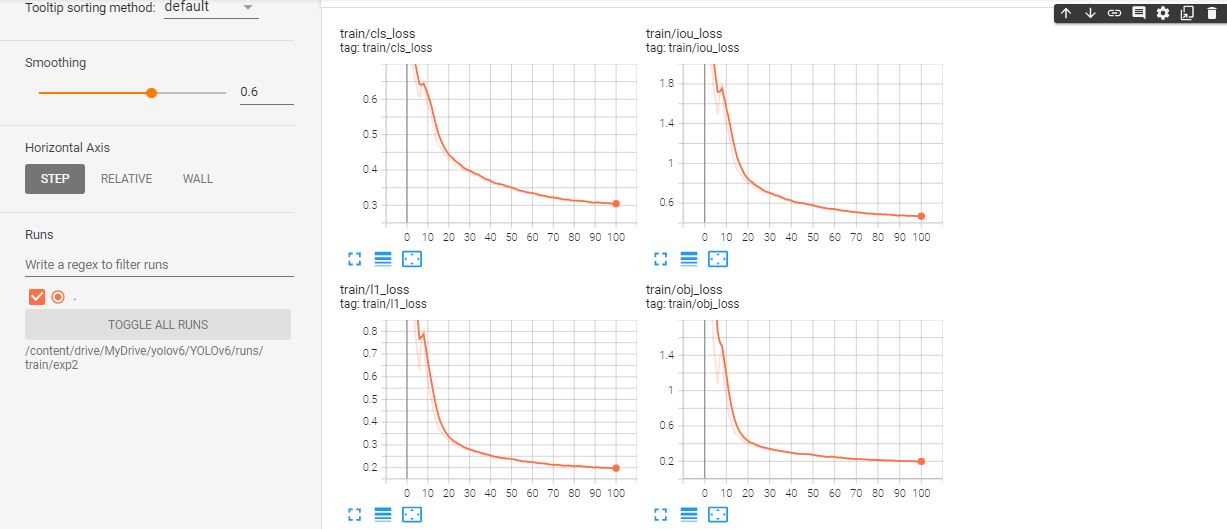 Tooltip sorting method: default
Smoothing
0.6
Horizontal Axis
STEP RELATIVE WALL
Runs
Write a regex to filter runs
.
TOGGLE ALL RUNS
/content/drive/MyDrive/yolov6/YOLOv6/runs/
train/exp2
train/cls_loss
tag: train/cls_loss
0.6
0.5
0.4
0.3
0 10 20 30 40 50 60 70 80 90 100
train/iou_loss
tag: train/iou_loss
1.8
1.4
1
0.6
0 10 20 30 40 50 60 70 80 90 100
train/l1_loss
tag: train/l1_loss
0.8
0.7
0.6
0.5
0.4
0.3
0.2
0 10 20 30 40 50 60 70 80 90 100
train/obj_loss
tag: train/obj_loss
1.4
1
0.6
0.2
0 10 20 30 40 50 60 70 80 90 100